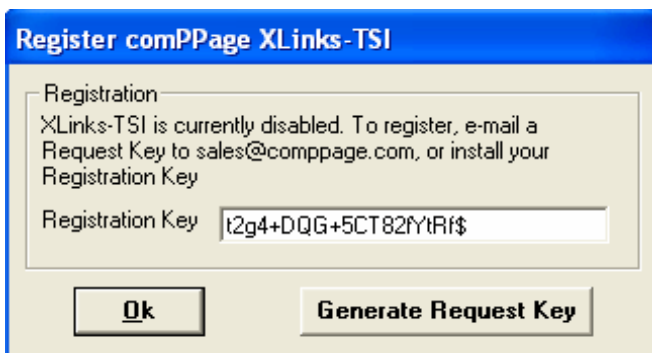 Register comPPage XLinks-TSI
Registration
XLinks-TSI is currently disabled. To register, e-mail a
Request Key to sales@comppage.com, or install your
Registration Key
Registration Key t2g4+DQG+5CT82fYtRf$
Ok
Generate Request Key